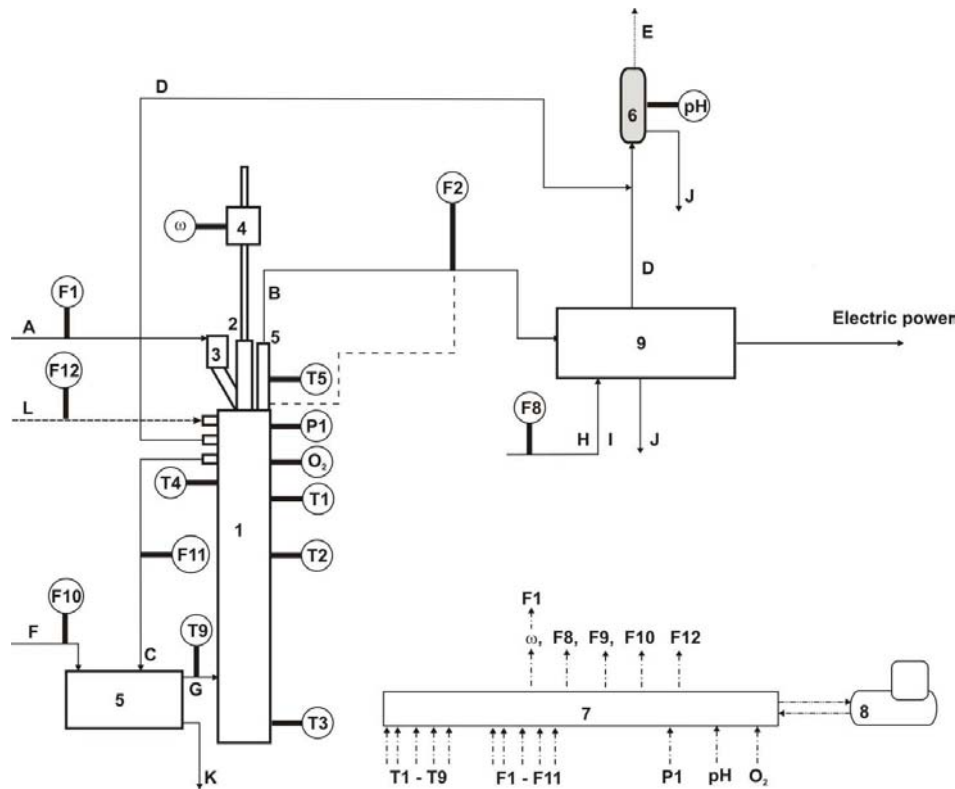 E
D
6
pH
J
F2
ω
4
D
F1
A
B
2
5
3
Electric power
9
F12
T5
L
F8
P1
H
I
J
O₂
T4
T1
1
F11
T2
F10
F1
T9
F
ω, F8, F9, F10 F12
C
G
5
7
8
T3
K
T1 - T9
F1 - F11
P1
pH
O₂